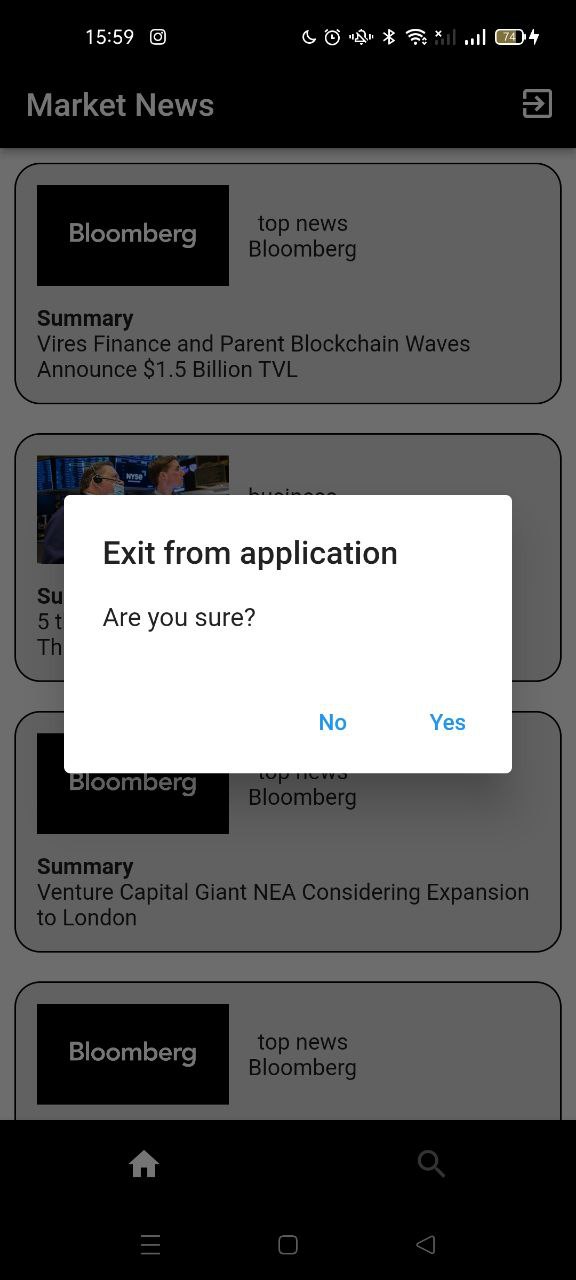 15:59
74
Market News
Bloomberg
top news
Bloomberg
Summary
Vires Finance and Parent Blockchain Waves
Announce $1.5 Billion TVL
NYSE
business
Su
5 t
Th
Exit from application
Are you sure?
No
Yes
Bloomberg
top news
Bloomberg
Summary
Venture Capital Giant NEA Considering Expansion
to London
Bloomberg
top news
Bloomberg